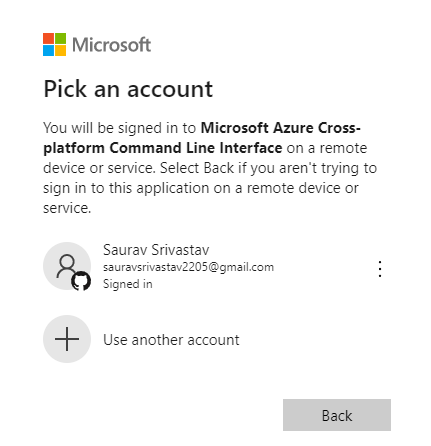 Microsoft
Pick an account
You will be signed in to Microsoft Azure Cross-
platform Command Line Interface on a remote
device or service. Select Back if you aren't trying to
sign in to this application on a remote device or
service.
Saurav Srivastav
sauravsrivastav2205@gmail.com
Signed in
Use another account
Back